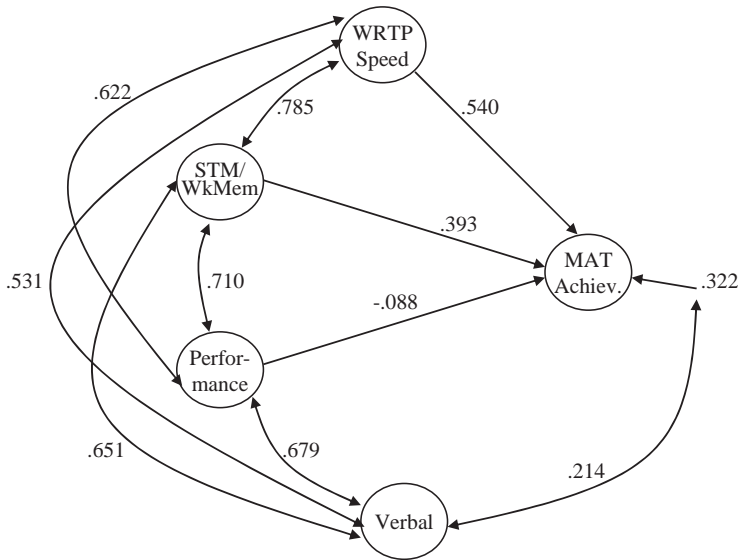 WRTP
Speed
.622
.785
.540
STM/
WkMem
.393
MAT
Achiev.
.322
.531
.710
-.088
Perfor-
mance
.651
.679
.214
Verbal